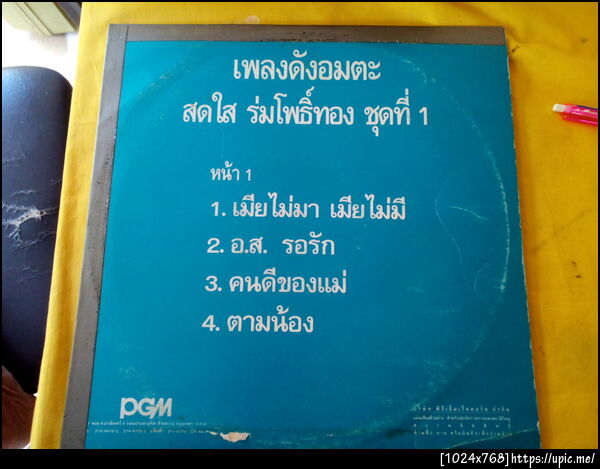 เพลงดังอมตะ
สดใส ร่มโพธิ์ทอง ชุดที่ 1
หน้า 1
1. เมียไม่มา เมียไม่มี
2. อ.ส. รอรัก
3. คนดีของแม่
4. ตามน้อง
PGM
[1024x768]https://upic.me/